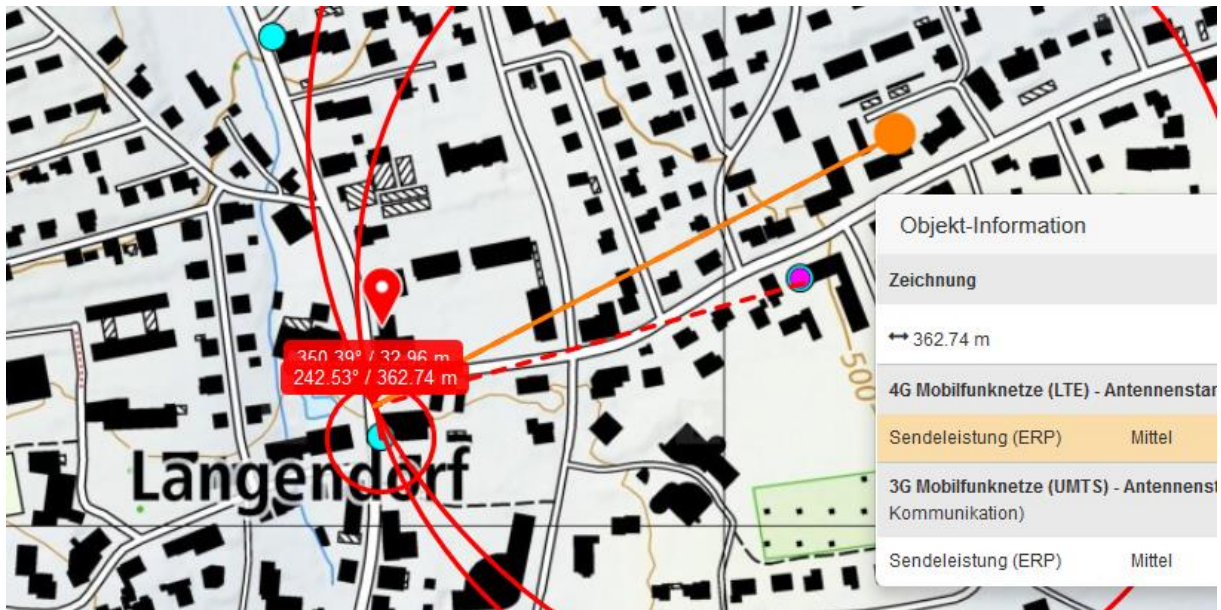 Objekt-Information
Zeichnung
↔ 362.74 m
350.39° / 32.96 m
242.53° / 362.74 m
4G Mobilfunknetze (LTE) - Antennenstar
Sendeleistung (ERP) Mittel
500
Langendorf
3G Mobilfunknetze (UMTS) - Antennenst
Kommunikation)
Sendeleistung (ERP) Mittel